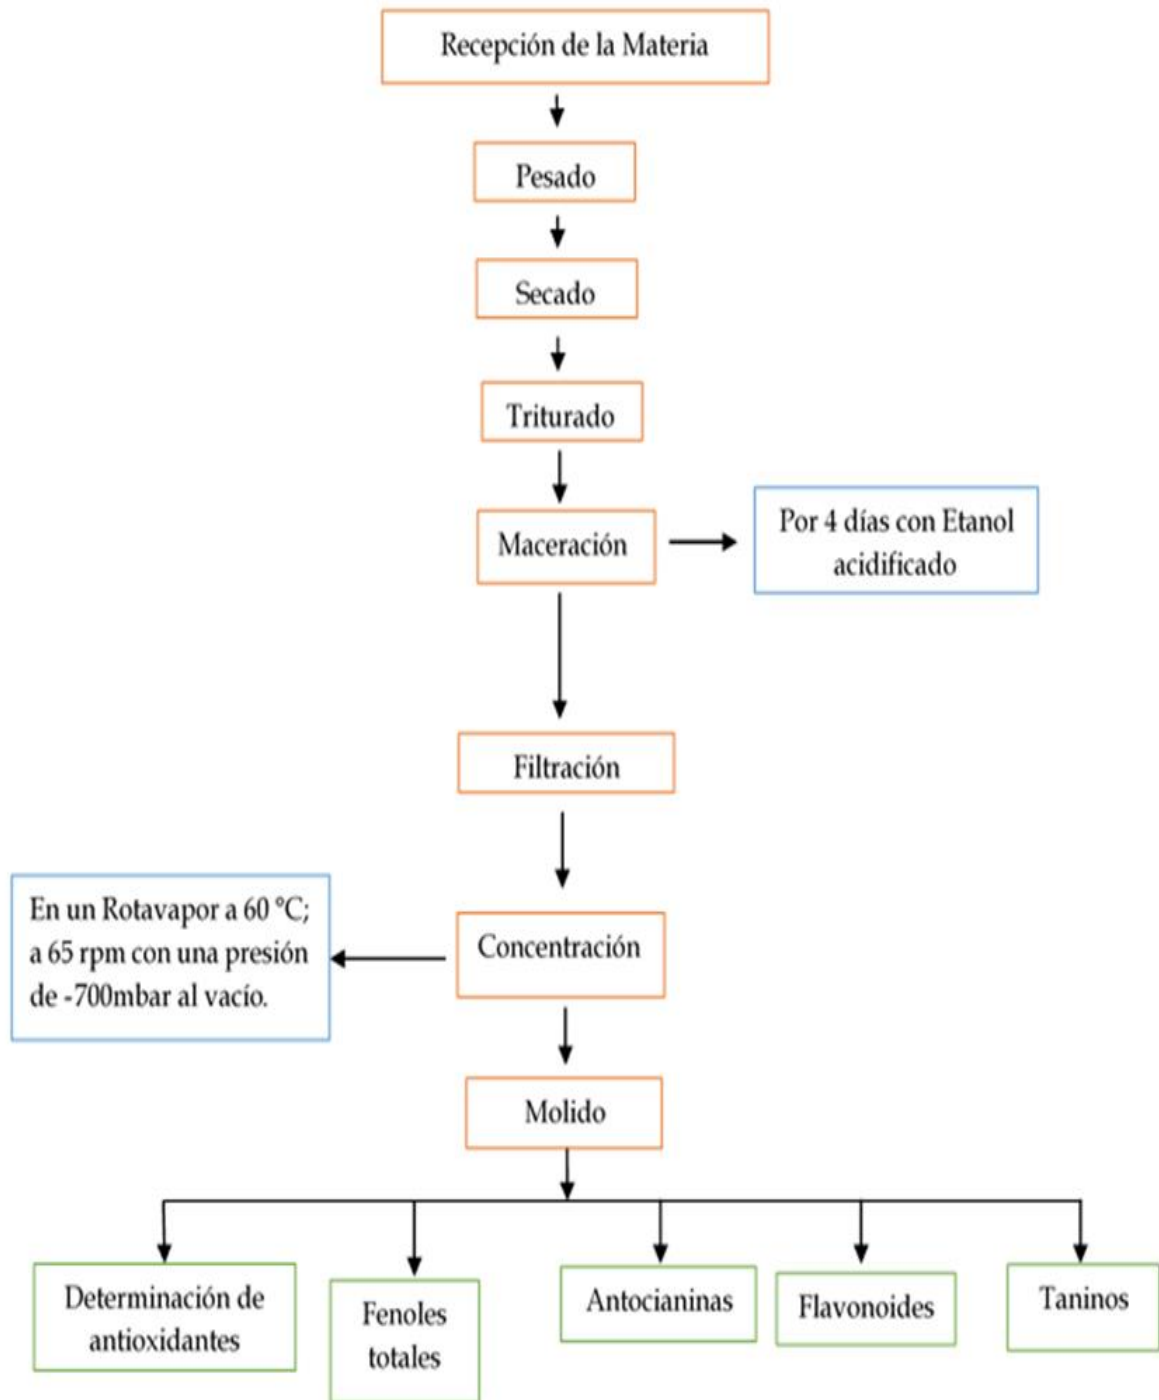 Recepción de la Materia
Pesado
Secado
Triturado
Maceración
Por 4 días con Etanol
acidificado
Filtración
En un Rotavapor a 60 °C;
a 65 rpm con una presión
de -700mbar al vacío.
Concentración
Molido
Determinación de
antioxidantes
Fenoles
totales
Antocianinas
Flavonoides
Taninos